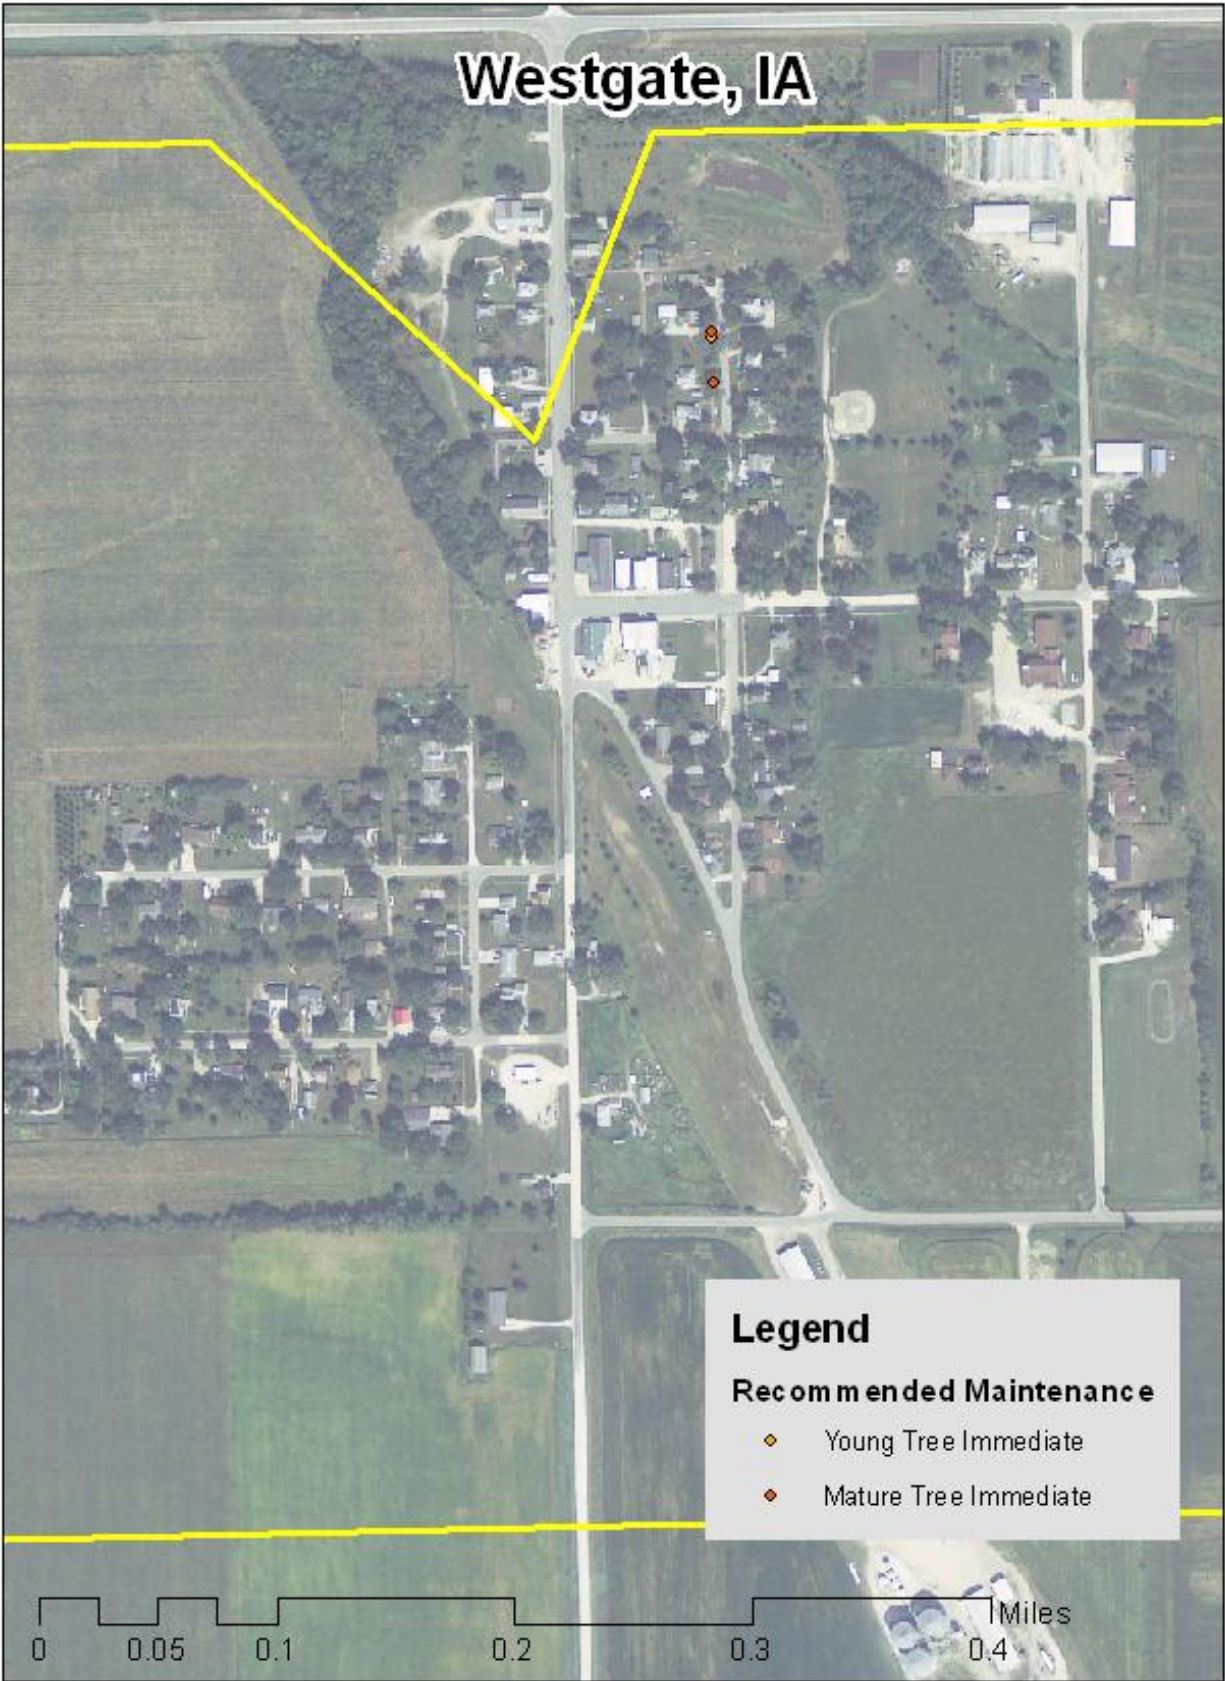 Westgate, IA
Legend
Recommended Maintenance
Young Tree Immediate
Mature Tree Immediate
Miles
0 0.05 0.1 0.2 0.3 0.4